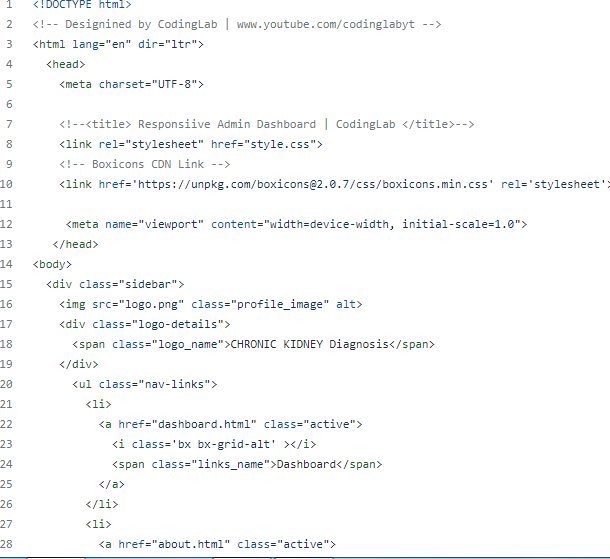 1 <!DOCTYPE html>
2 <!-- Designined by CodingLab | www.youtube.com/codinglabyt -->
3 <html lang="en" dir="ltr">
4 <head>
5 <meta charset="UTF-8">
6
7 <!--<title> Responsiive Admin Dashboard | CodingLab </title>-->
8 <link rel="stylesheet" href="style.css">
9 <!-- Boxicons CDN Link -->
10 <link href='https://unpkg.com/boxicons@2.0.7/css/boxicons.min.css' rel='stylesheet'>
11
12 <meta name="viewport" content="width=device-width, initial-scale=1.0">
13 </head>
14 <body>
15 <div class="sidebar">
16 <img src="logo.png" class="profile_image" alt>
17 <div class="logo-details">
18 <span class="logo_name">CHRONIC KIDNEY Diagnosis</span>
19 </div>
20 <ul class="nav-links">
21 <li>
22 <a href="dashboard.html" class="active">
23 <i class='bx bx-grid-alt' ></i>
24 <span class="links_name">Dashboard</span>
25 </a>
26 </li>
27 <li>
28 <a href="about.html" class="active">